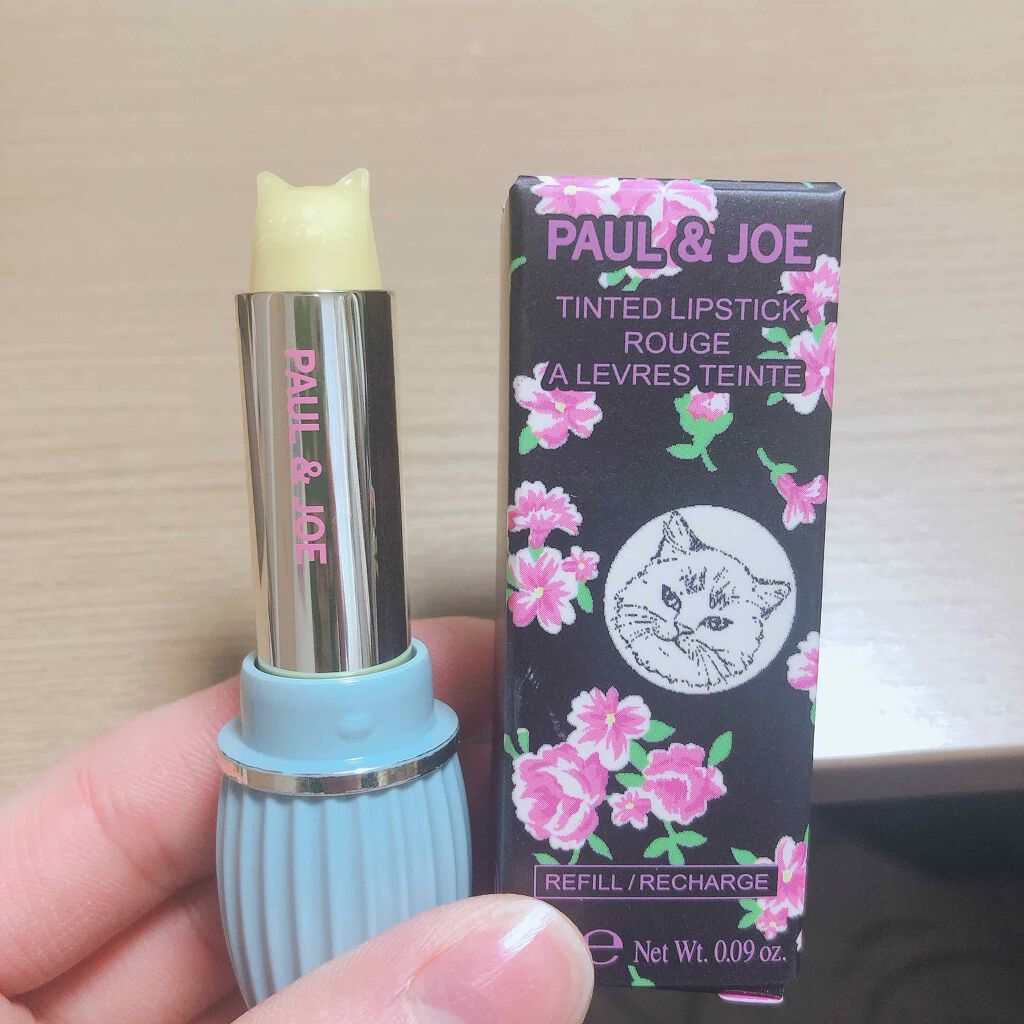 PAUL & JOE
PAUL & JOE
TINTED LIPSTICK
ROUGE
A LEVRES TEINTE
REFILL / RECHARGE
e Net Wt. 0.09 oz.